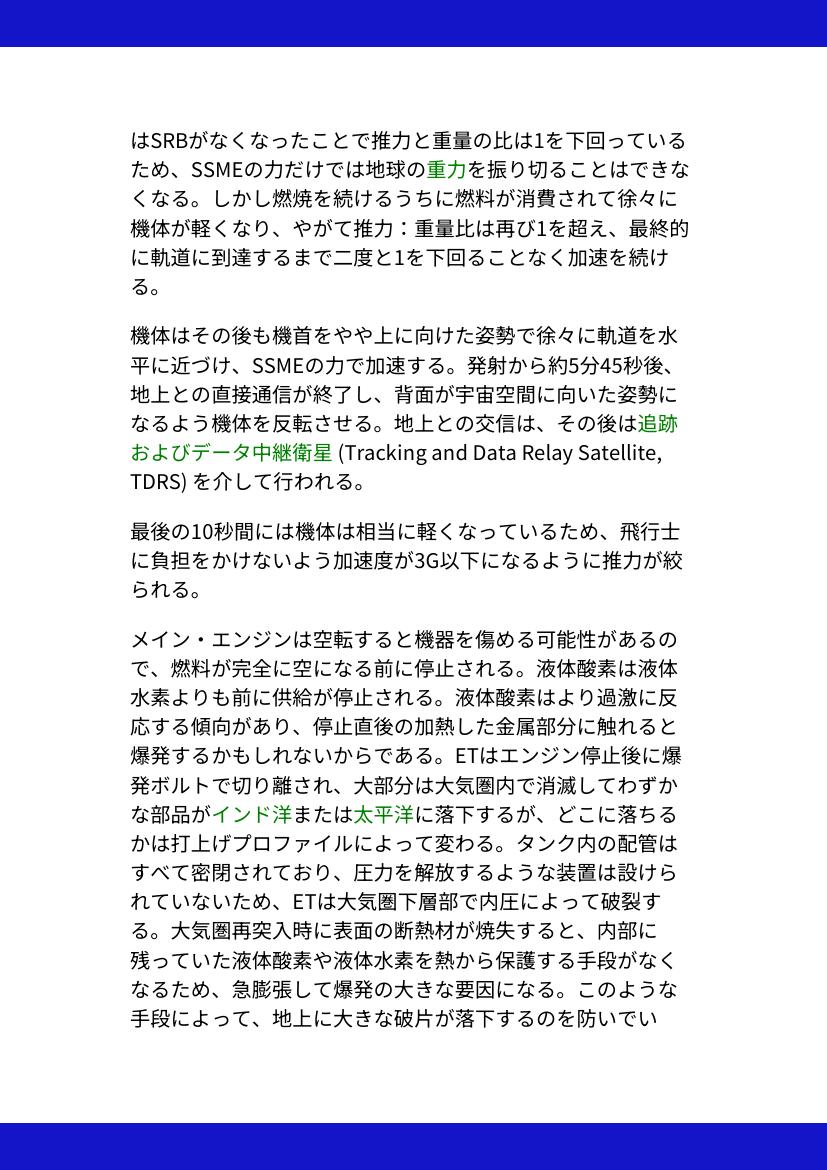 はSRBがなくなったことで推力と重量の比は1を下回っている
ため、SSMEの力だけでは地球の重力を振り切ることはできな
くなる。しかし燃焼を続けるうちに燃料が消費されて徐々に
機体が軽くなり、やがて推力：重量比は再び1を超え、最終的
に軌道に到達するまで二度と1を下回ることなく加速を続け
る。
機体はその後も機首をやや上に向けた姿勢で徐々に軌道を水
平に近づけ、SSMEの力で加速する。発射から約5分45秒後、
地上との直接通信が終了し、背面が宇宙空間に向いた姿勢に
なるよう機体を反転させる。地上との交信は、その後は追跡
およびデータ中継衛星 (Tracking and Data Relay Satellite,
TDRS) を介して行われる。
最後の10秒間には機体は相当に軽くなっているため、飛行士
に負担をかけないよう加速度が3G以下になるように推力が絞
られる。
メイン・エンジンは空転すると機器を傷める可能性があるの
で、燃料が完全に空になる前に停止される。液体酸素は液体
水素よりも前に供給が停止される。液体酸素はより過激に反
応する傾向があり、停止直後の加熱した金属部分に触れると
爆発するかもしれないからである。ETはエンジン停止後に爆
発ボルトで切り離され、大部分は大気圏内で消滅してわずか
な部品がインド洋または太平洋に落下するが、どこに落ちる
かは打上げプロファイルによって変わる。タンク内の配管は
すべて密閉されており、圧力を解放するような装置は設けら
れていないため、ETは大気圏下層部で内圧によって破裂す
る。大気圏再突入時に表面の断熱材が焼失すると、内部に
残っていた液体酸素や液体水素を熱から保護する手段がなく
なるため、急膨張して爆発の大きな要因になる。このような
手段によって、地上に大きな破片が落下するのを防いでい